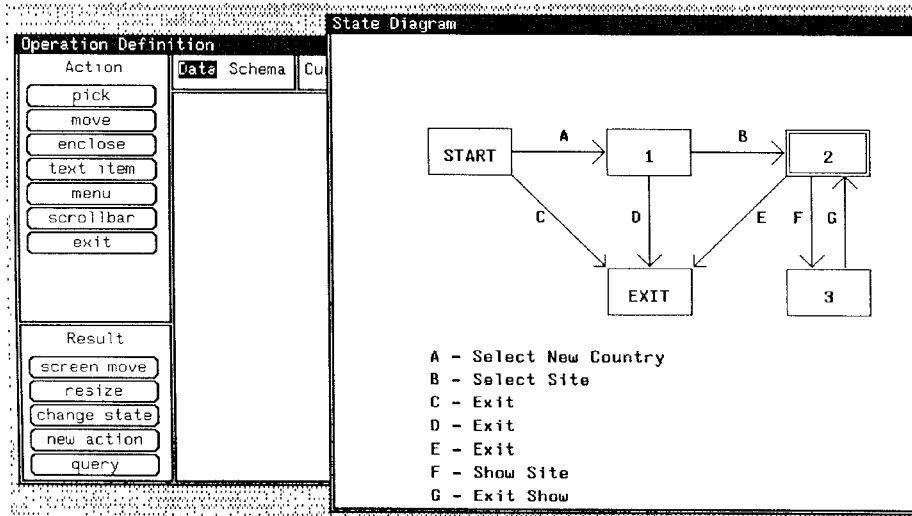 State Diagram
Operation Defin
Action
pick
move
enclose
text item
menu
scrollbar
exit
Result
screen move
resize
change state
new action
query
Data Schema Cu
START
A
1
B
2
C
D
E
F
G
EXIT
3
A - Select New Country
B - Select Site
C - Exit
D - Exit
E - Exit
F - Show Site
G - Exit Show